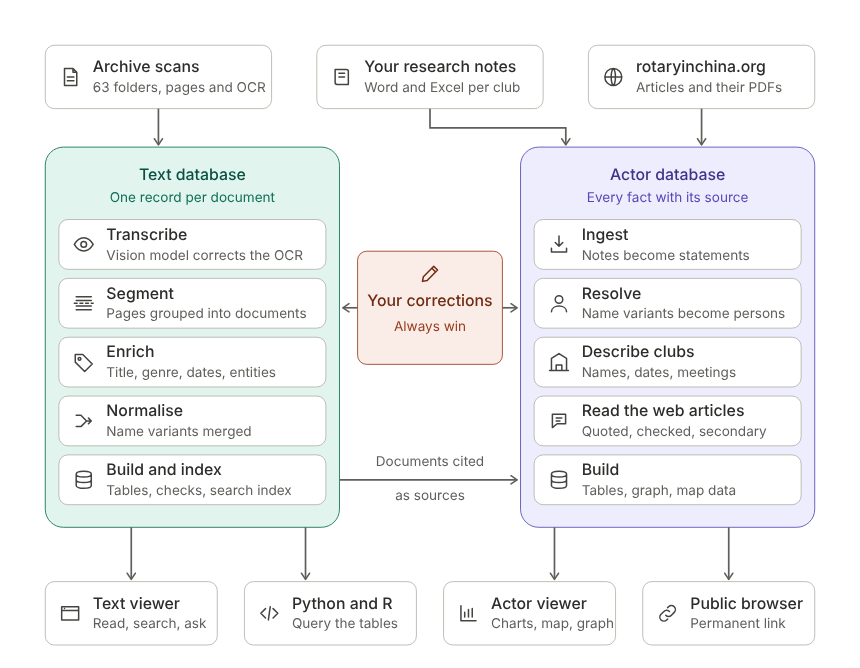 Archive scans
63 folders, pages and OCR
Your research notes
Word and Excel per club
rotaryinchina.org
Articles and their PDFs
Text database
One record per document
Transcribe
Vision model corrects the OCR
Segment
Pages grouped into documents
Enrich
Title, genre, dates, entities
Normalise
Name variants merged
Build and index
Tables, checks, search index
Your corrections
Always win
Documents cited
as sources
Actor database
Every fact with its source
Ingest
Notes become statements
Resolve
Name variants become persons
Describe clubs
Names, dates, meetings
Read the web articles
Quoted, checked, secondary
Build
Tables, graph, map data
Text viewer
Read, search, ask
Python and R
Query the tables
Actor viewer
Charts, map, graph
Public browser
Permanent link